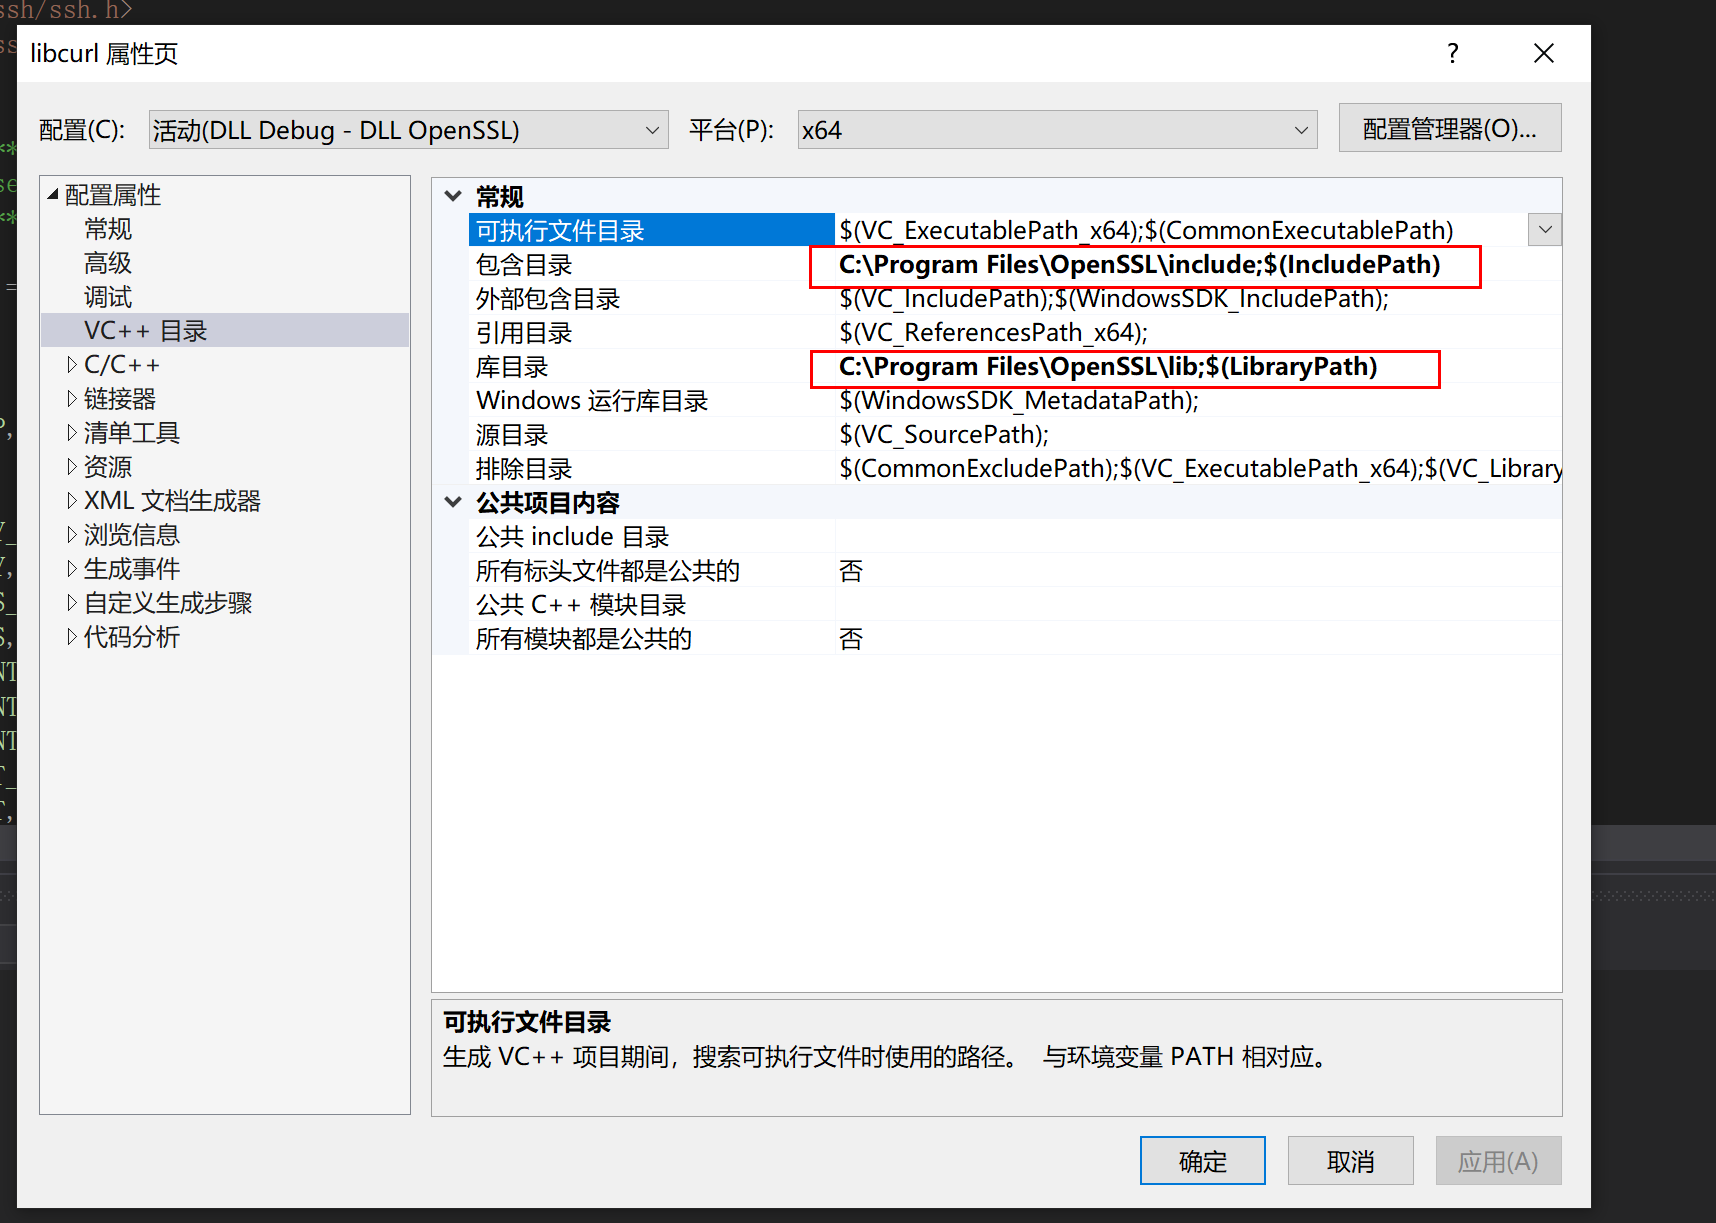 ssh/ssh.h>
libcurl 属性页
?
配置(C):
活动(DLL Debug - DLL OpenSSL)
平台(P):
x64
配置管理器(O)...
配置属性
常规
高级
调试
VC++ 目录
C/C++
链接器
清单工具
资源
XML 文档生成器
浏览信息
生成事件
自定义生成步骤
代码分析
常规
可执行文件目录 $(VC_ExecutablePath_x64);$(CommonExecutablePath)
包含目录 C:\Program Files\OpenSSL\include;$(IncludePath)
外部包含目录 $(VC_IncludePath);$(WindowsSDK_IncludePath);
引用目录 $(VC_ReferencesPath_x64);
库目录 C:\Program Files\OpenSSL\lib;$(LibraryPath)
Windows 运行库目录 $(WindowsSDK_MetadataPath);
源目录 $(VC_SourcePath);
排除目录 $(CommonExcludePath);$(VC_ExecutablePath_x64);$(VC_Library
公共项目内容
公共 include 目录
所有标头文件都是公共的 否
公共 C++ 模块目录
所有模块都是公共的 否
可执行文件目录
生成 VC++ 项目期间，搜索可执行文件时使用的路径。 与环境变量 PATH 相对应。
确定
取消
应用(A)